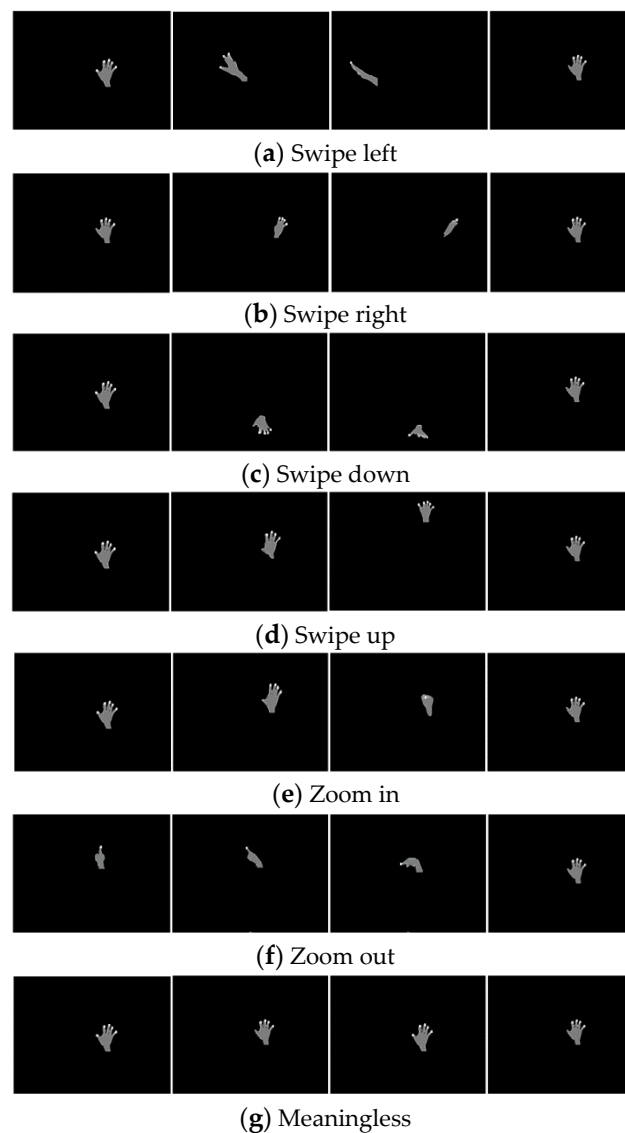 (a) Swipe left
(b) Swipe right
(c) Swipe down
(d) Swipe up
(e) Zoom in
(f) Zoom out
(g) Meaningless